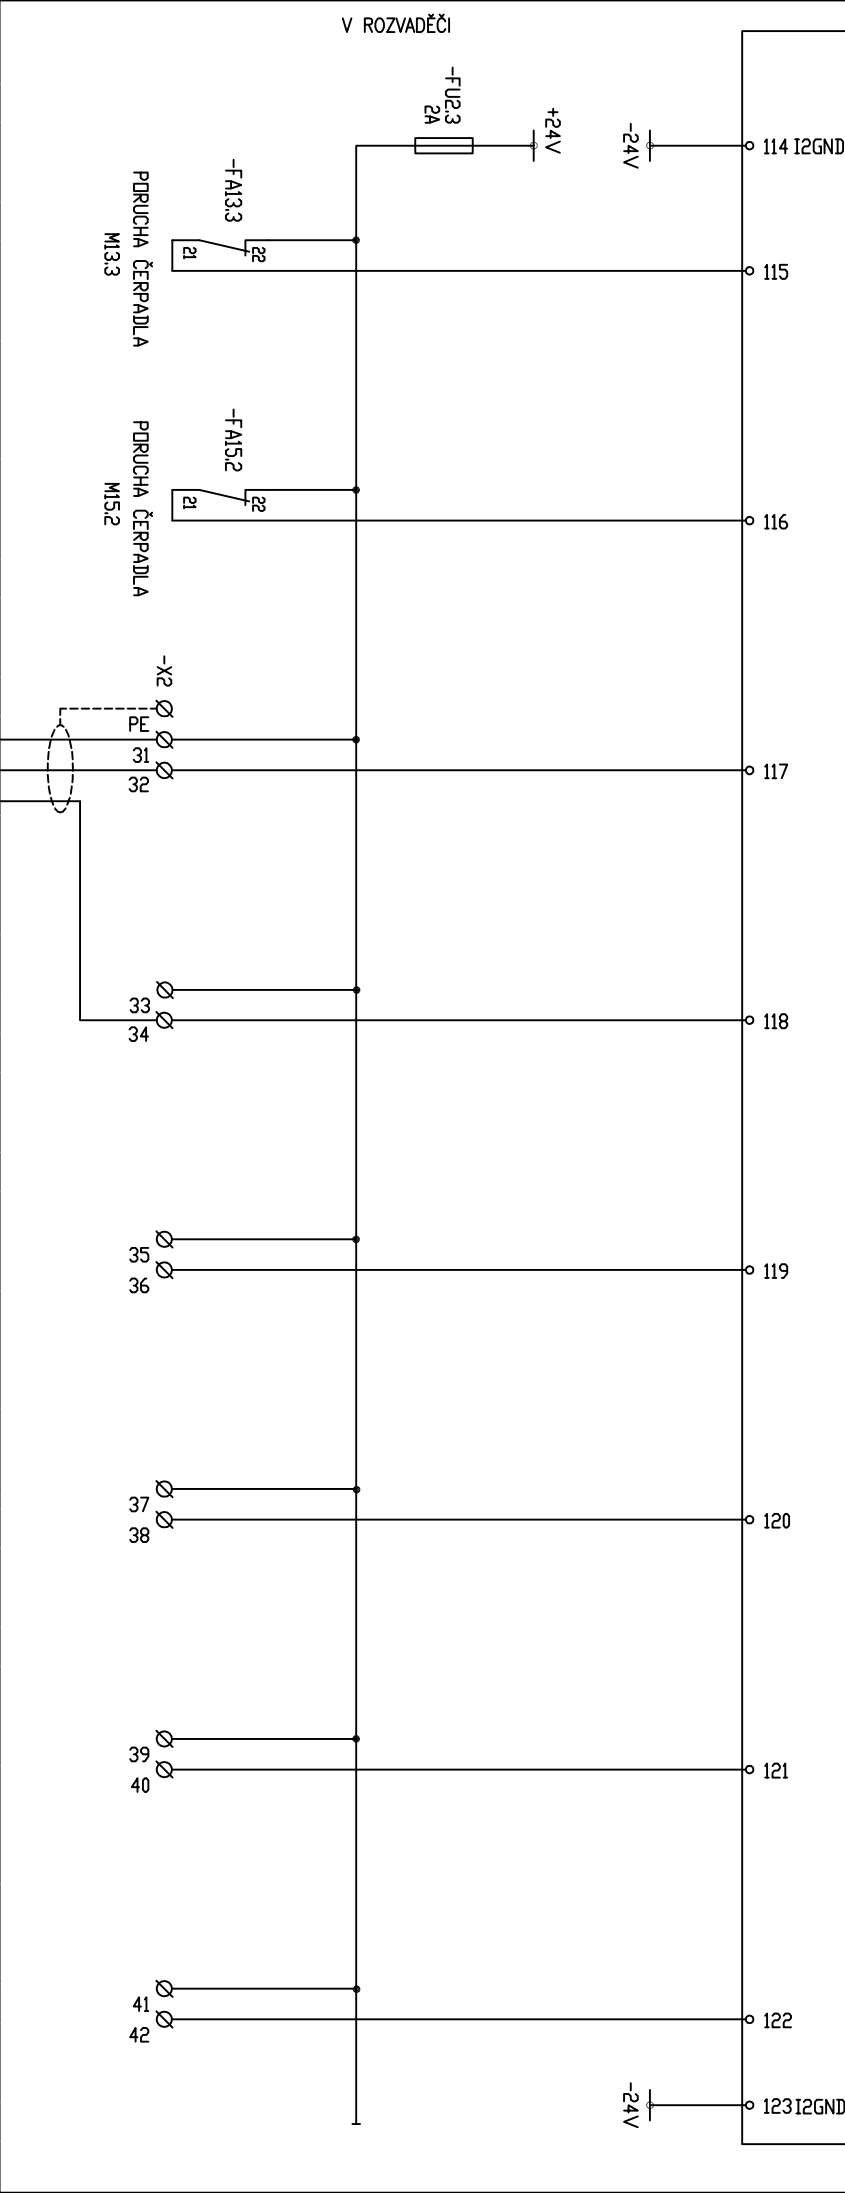 V ROZVADĚČI
-FU2.3
2A
+24V
-24V
114 I2GND
-FA13.3
21
22
PORUCHA ČERPADLA
M13.3
115
-FA15.2
21
22
PORUCHA ČERPADLA
M15.2
116
-X2
PE
31
32
117
33
34
118
35
36
119
37
38
120
39
40
121
41
42
122
-24V
123 I2GND